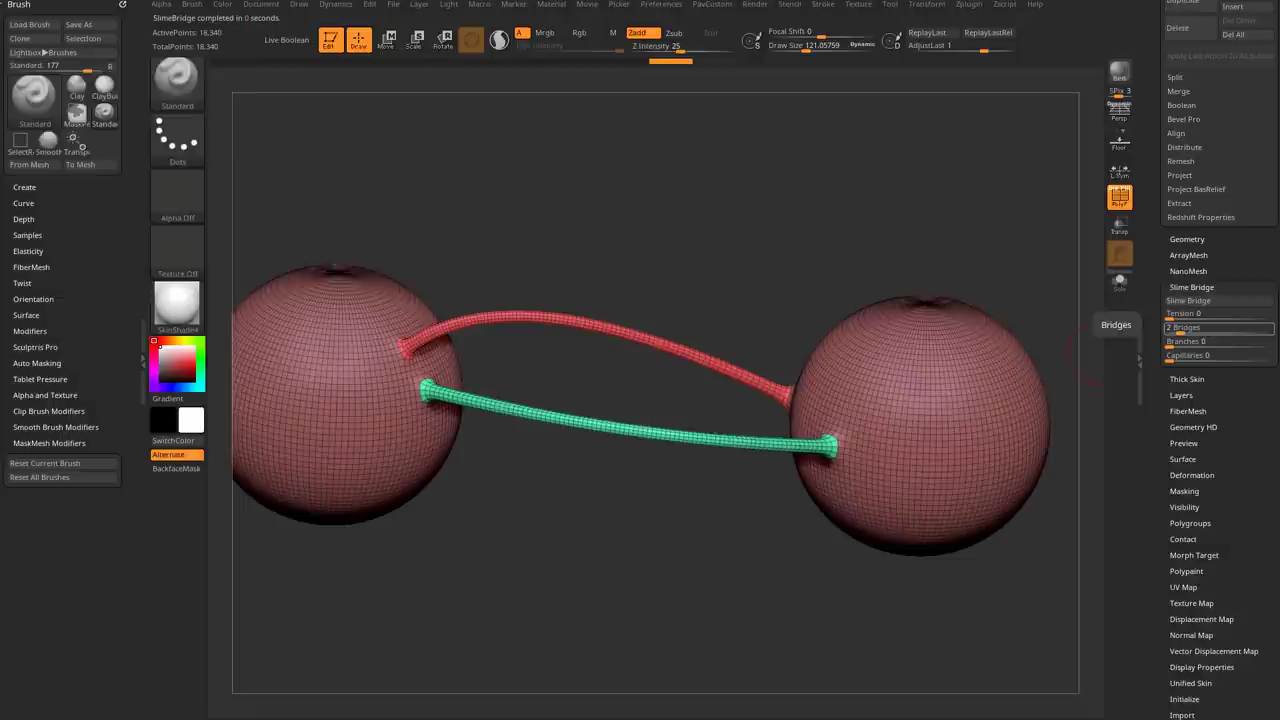 Brush
Alpha Brush Color Document Draw Dynamics Edit File Layer Light Macro Marker Material Movie Picker Preferences PavCustom Render Stencil Stroke Texture Tool Transform Zplugin Zscript Help
SlimeBridge completed in 0 seconds.
Load Brush Save As
Clone SelectIcon
Lightbox▶Brushes
Standard. 177 R
Standard
Clay ClayBui
MaskPe Standar
SelectR Smooth Transp
From Mesh To Mesh
Create
Curve
Depth
Samples
Elasticity
FiberMesh
Twist
Orientation
Surface
Modifiers
Sculptris Pro
Auto Masking
Tablet Pressure
Alpha and Texture
Clip Brush Modifiers
Smooth Brush Modifiers
MaskMesh Modifiers
Reset Current Brush
Reset All Brushes
ActivePoints: 18,340
TotalPoints: 18,340
Live Boolean
Edit Draw Move Scale Rotate
A Mrgb Rgb M Zadd Zsub Cut
Rgb Intensity Z Intensity 25
S
Focal Shift 0
Draw Size 121.05759 Dynamic
D
ReplayLast ReplayLastRel
AdjustLast 1
Standard
Dots
Alpha Off
Texture Off
SkinShade4
Gradient
SwitchColor
Alternate
BackfaceMask
BPR
SPix 3
Persp
Floor
L.Sym
PolyF
Transp
Solo
Bridges
Duplicate Insert
Delete
Del Other
Del All
Split
Merge
Boolean
Bevel Pro
Align
Distribute
Remesh
Project
Project BasRelief
Extract
Redshift Properties
Geometry
ArrayMesh
NanoMesh
Slime Bridge
Slime Bridge
Tension 0
2 Bridges
Branches 0
Capillaries 0
Thick Skin
Layers
FiberMesh
Geometry HD
Preview
Surface
Deformation
Masking
Visibility
Polygroups
Contact
Morph Target
Polypaint
UV Map
Texture Map
Displacement Map
Normal Map
Vector Displacement Map
Display Properties
Unified Skin
Initialize
Import